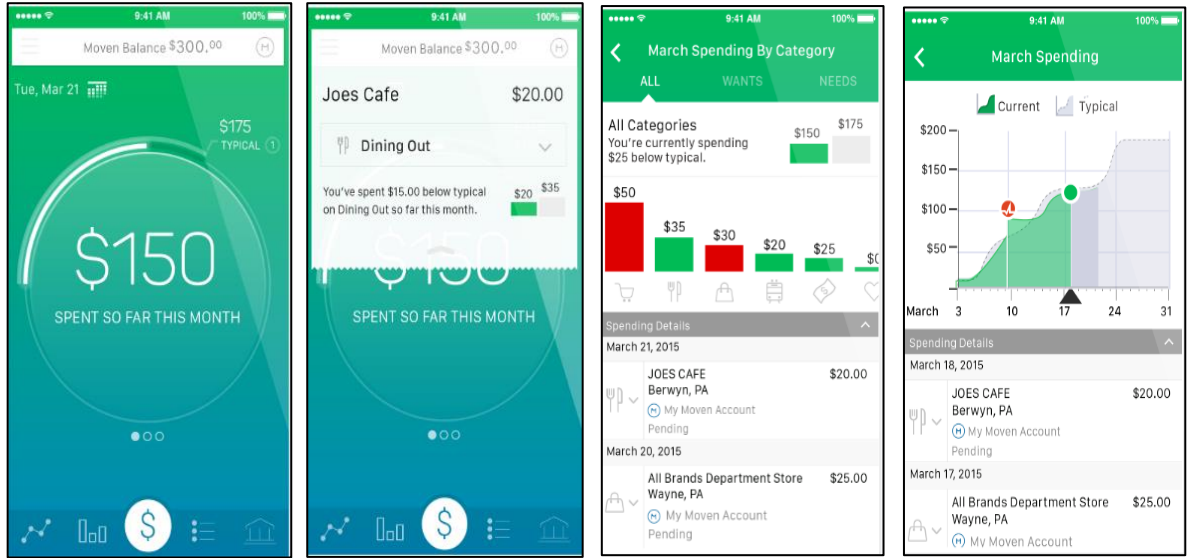 9:41 AM 100%
Moven Balance $300.00
Tue, Mar 21
$175
TYPICAL 1
$150
SPENT SO FAR THIS MONTH
$
9:41 AM 100%
Moven Balance $300.00
Joes Cafe $20.00
Dining Out
You've spent $15.00 below typical
on Dining Out so far this month.
$20 $35
$150
SPENT SO FAR THIS MONTH
$
9:41 AM 100%
March Spending By Category
ALL WANTS NEEDS
All Categories
You're currently spending
$25 below typical.
$150 $175
$50 $35 $30 $20 $25 $0
Spending Details
March 21, 2015
JOES CAFE $20.00
Berwyn, PA
M My Moven Account
Pending
March 20, 2015
All Brands Department Store $25.00
Wayne, PA
M My Moven Account
Pending
9:41 AM 100%
March Spending
Current Typical
$200
$150
$100
$50
March 3 10 17 24 31
Spending Details
March 18, 2015
JOES CAFE $20.00
Berwyn, PA
M My Moven Account
Pending
March 17, 2015
All Brands Department Store $25.00
Wayne, PA
M My Moven Account